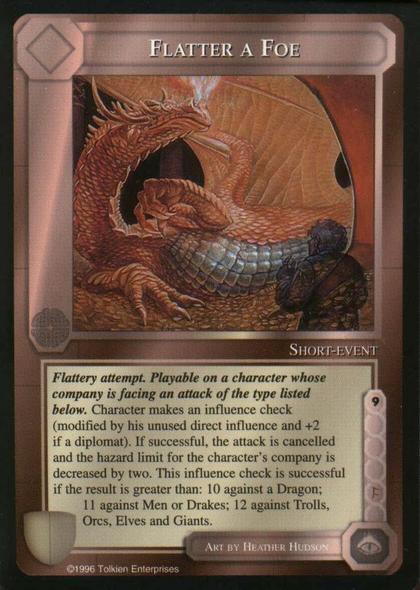 FLATTER A FOE
SHORT-EVENT
Flattery attempt. Playable on a character whose
company is facing an attack of the type listed
below. Character makes an influence check
(modified by his unused direct influence and +2
if a diplomat). If successful, the attack is cancelled
and the hazard limit for the character's company is
decreased by two. This influence check is successful
if the result is greater than: 10 against a Dragon;
11 against Men or Drakes; 12 against Trolls,
Orcs, Elves and Giants.
9
ART BY HEATHER HUDSON
©1996 Tolkien Enterprises